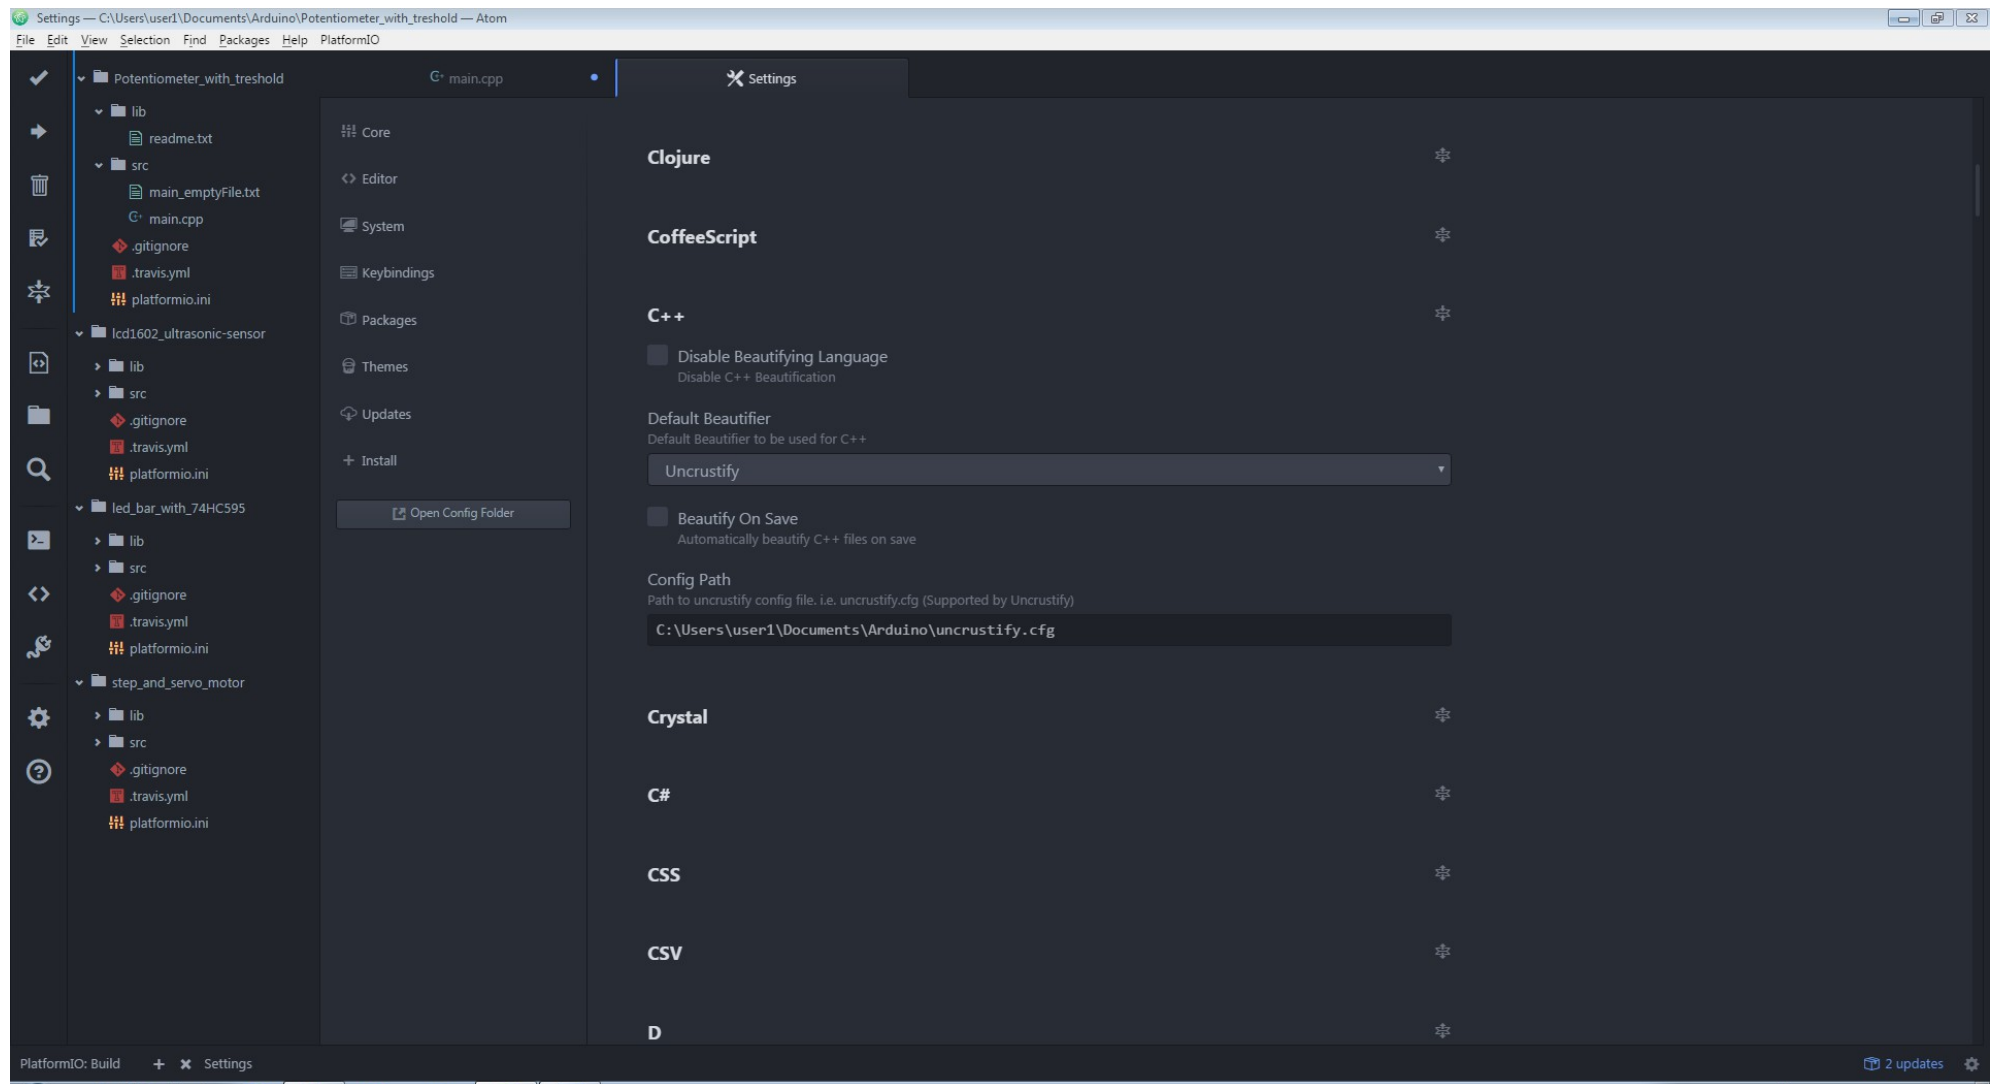 Settings — C:\Users\user1\Documents\Arduino\Potentiometer_with_treshold — Atom
File Edit View Selection Find Packages Help PlatformIO
Potentiometer_with_treshold
lib
readme.txt
src
main_emptyFile.txt
main.cpp
.gitignore
.travis.yml
platformio.ini
lcd1602_ultrasonic-sensor
lib
src
.gitignore
.travis.yml
platformio.ini
led_bar_with_74HC595
lib
src
.gitignore
.travis.yml
platformio.ini
step_and_servo_motor
lib
src
.gitignore
.travis.yml
platformio.ini
main.cpp
Settings
Core
Editor
System
Keybindings
Packages
Themes
Updates
Install
Open Config Folder
Clojure
CoffeeScript
C++
Disable Beautifying Language
Disable C++ Beautification
Default Beautifier
Default Beautifier to be used for C++
Uncrustify
Beautify On Save
Automatically beautify C++ files on save
Config Path
Path to uncrustify config file. i.e. uncrustify.cfg (Supported by Uncrustify)
C:\Users\user1\Documents\Arduino\uncrustify.cfg
Crystal
C#
CSS
CSV
D
PlatformIO: Build + Settings
2 updates